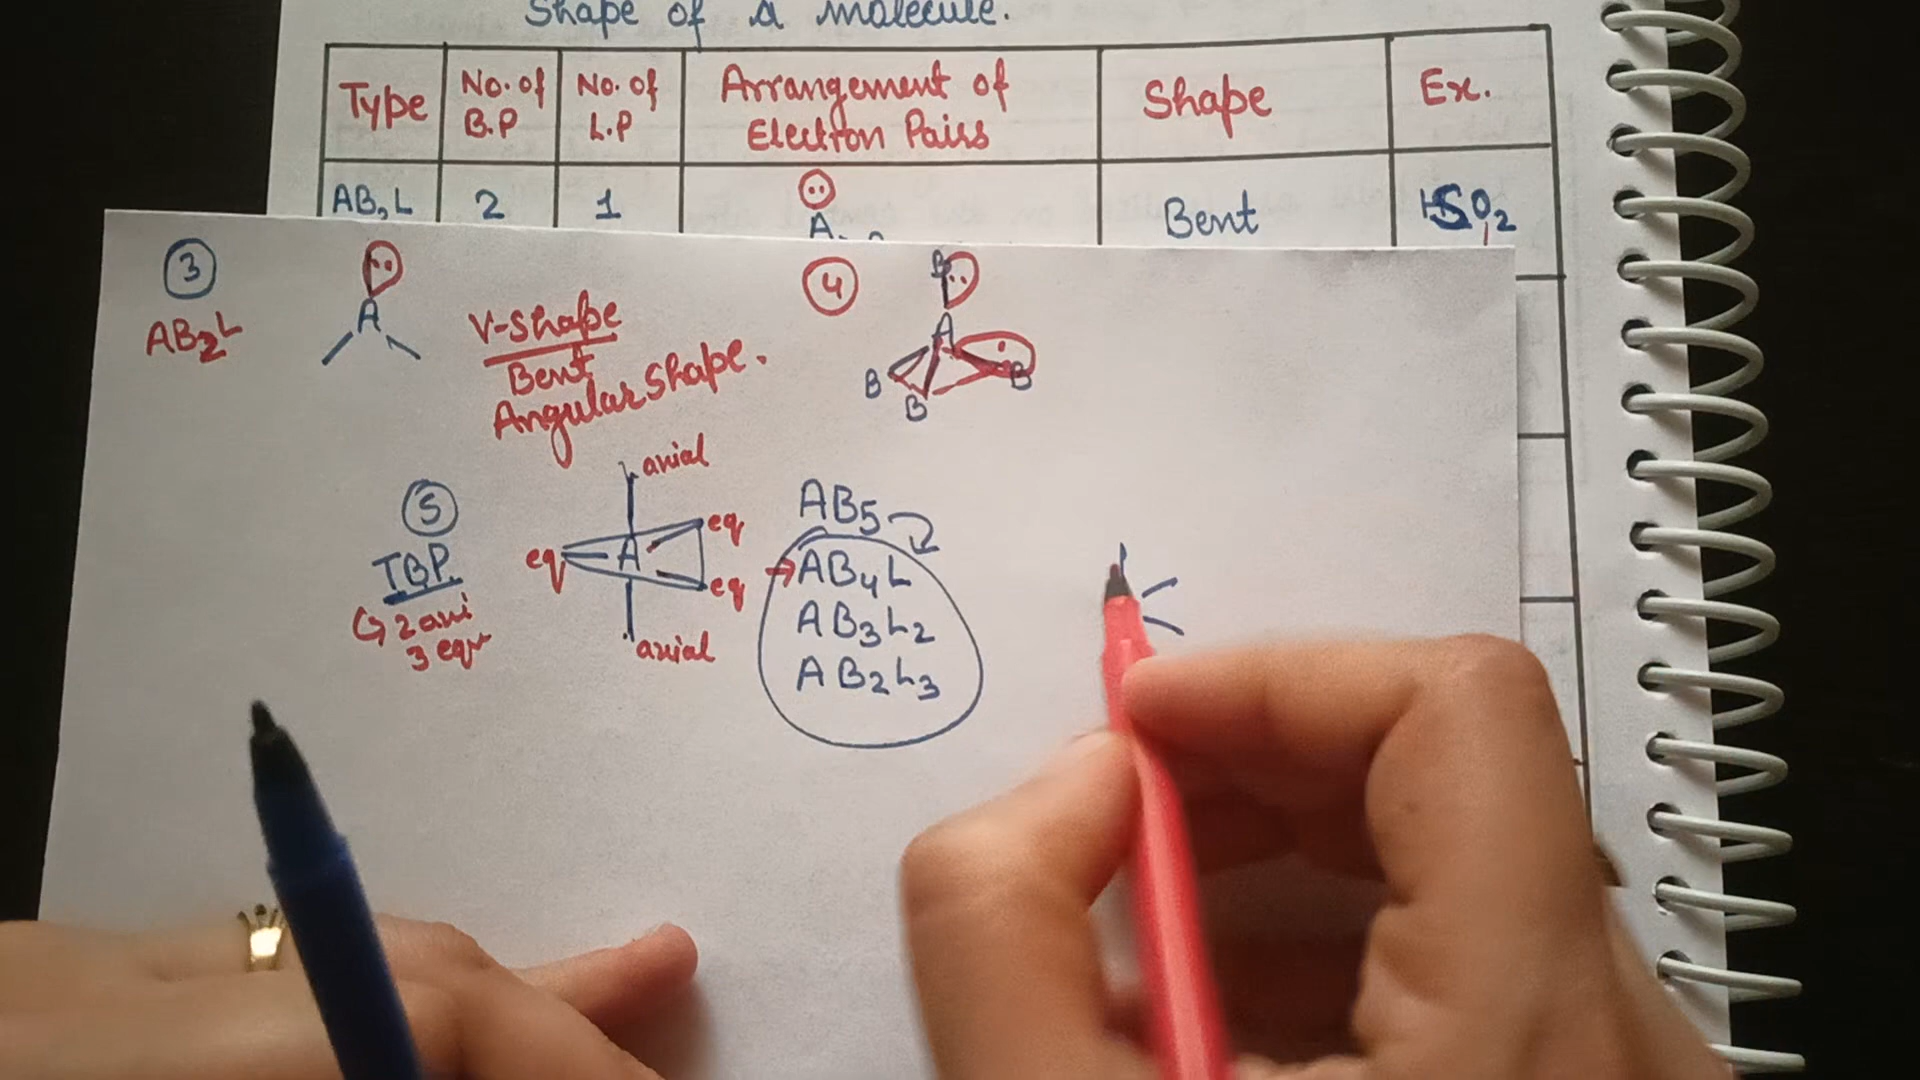 Shape of a molecule.
Type
No. of
B.P
No. of
L.P
Arrangement of
Electron Pairs
Shape
Ex.
AB2L
2
1
A
Bent
SO2
3
AB2L
A
V-Shape
Bent
Angular Shape.
4
B
A
B
B
B
5
TBP
2 axi
3 equ
axial
eq
A
eq
eq
axial
AB5
AB4L
AB3L2
AB2L3